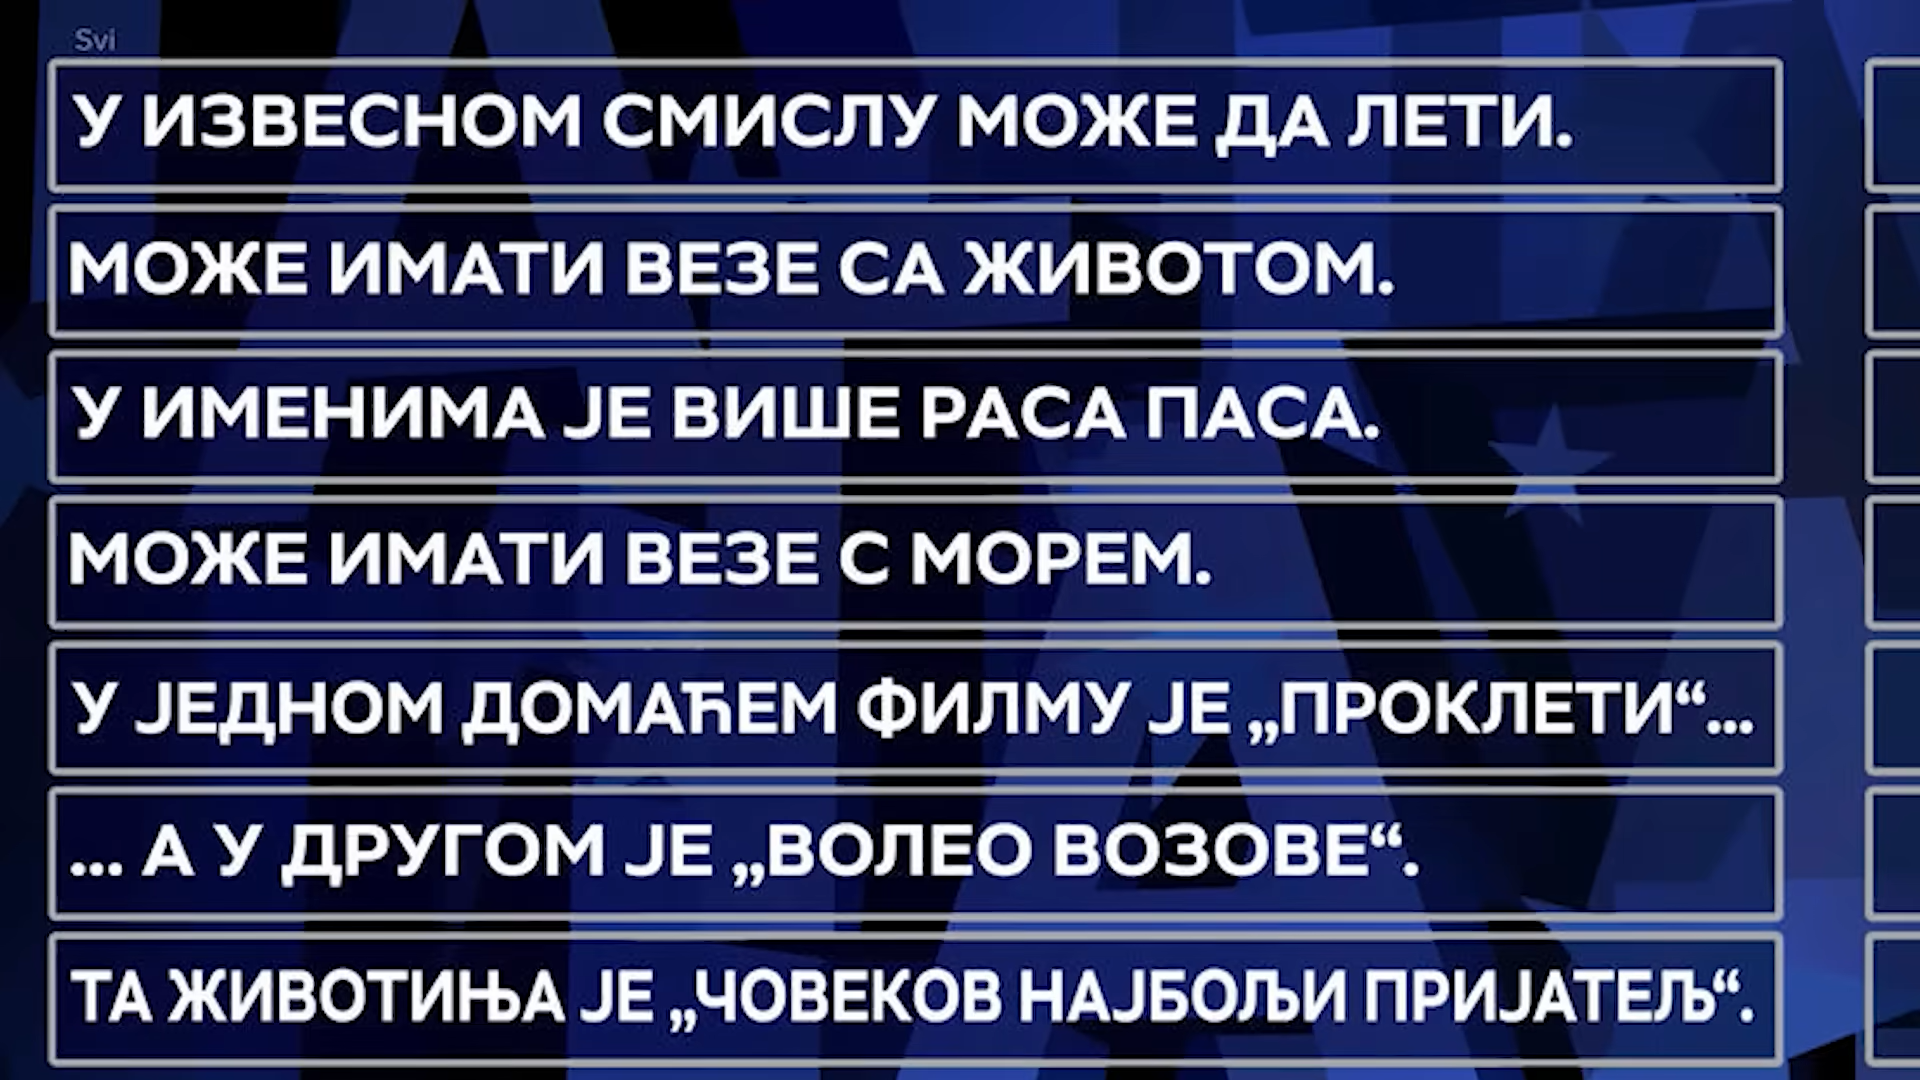 Svi
У ИЗВЕСНОМ СМИСЛУ МОЖЕ ДА ЛЕТИ.
МОЖЕ ИМАТИ ВЕЗЕ СА ЖИВОТОМ.
У ИМЕНИМА ЈЕ ВИШЕ РАСА ПАСА.
МОЖЕ ИМАТИ ВЕЗЕ С МОРЕМ.
У ЈЕДНОМ ДОМАЋЕМ ФИЛМУ ЈЕ „ПРОКЛЕТИ“...
... А У ДРУГОМ ЈЕ „ВОЛЕО ВОЗОВЕ“.
ТА ЖИВОТИЊА ЈЕ „ЧОВЕКОВ НАЈБОЉИ ПРИЈАТЕЉ“.